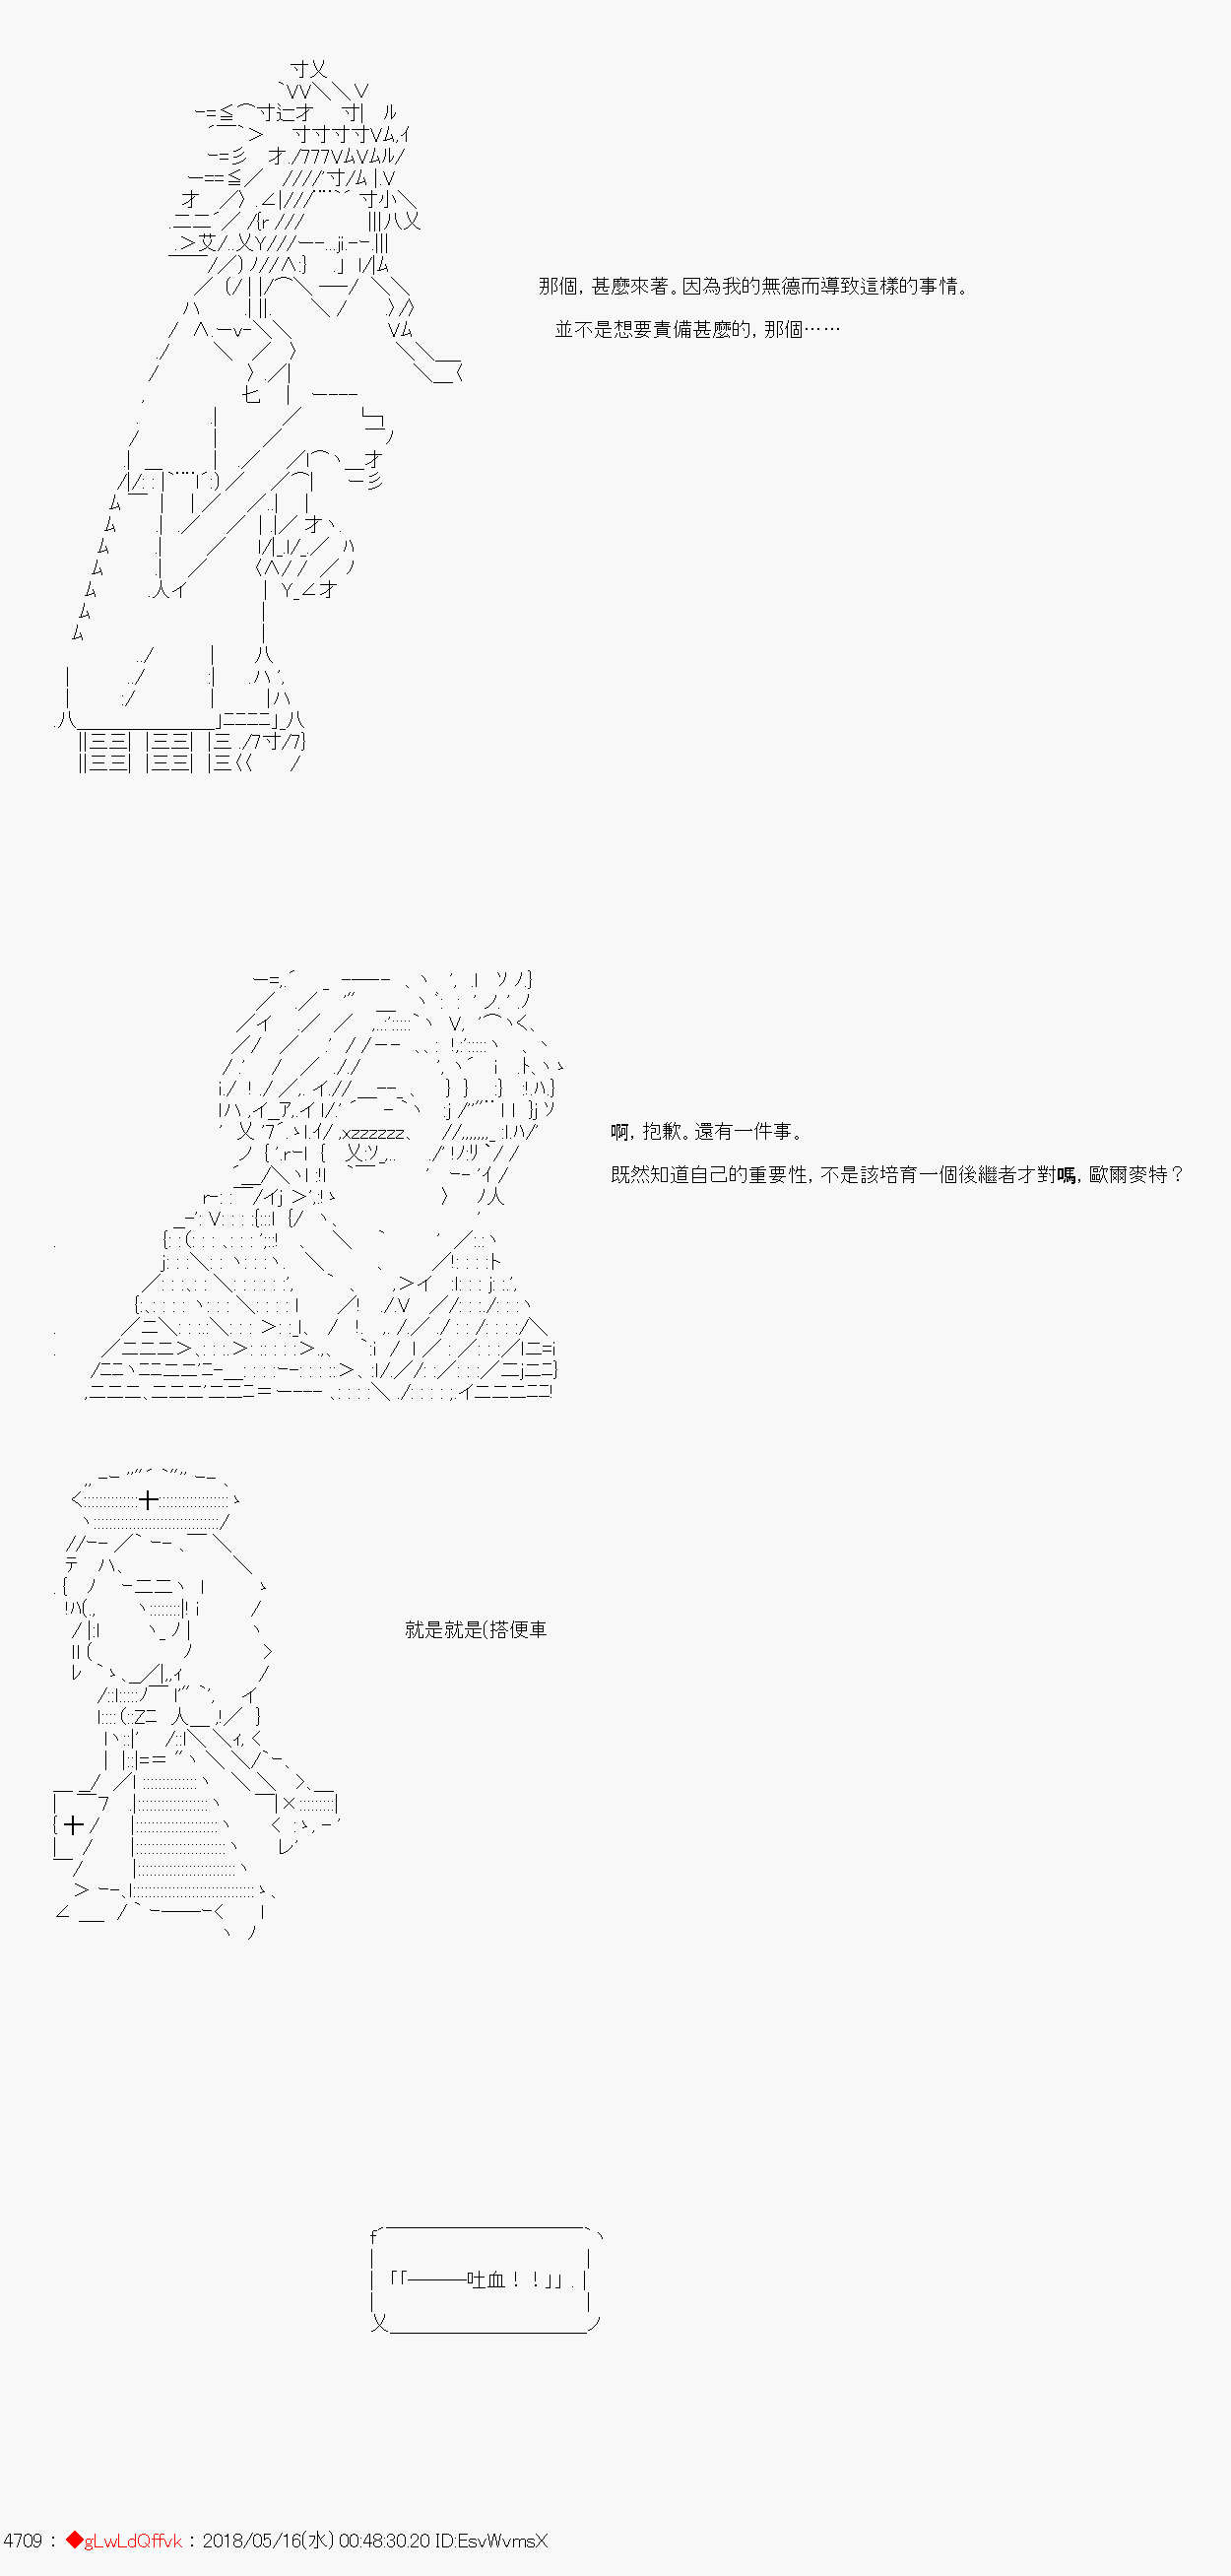 那個，甚麼來著。因為我的無德而導致這樣的事情。
並不是想要責備甚麼的，那個……
啊，抱歉。還有一件事。
既然知道自己的重要性，不是該培育一個後繼者才對嗎，歐爾麥特？
就是就是(搭便車
「「―――吐血！！」」
4709 ： ◆gLwLdQffvk ： 2018/05/16(水) 00:48:30.20 ID:EsvWvmsX